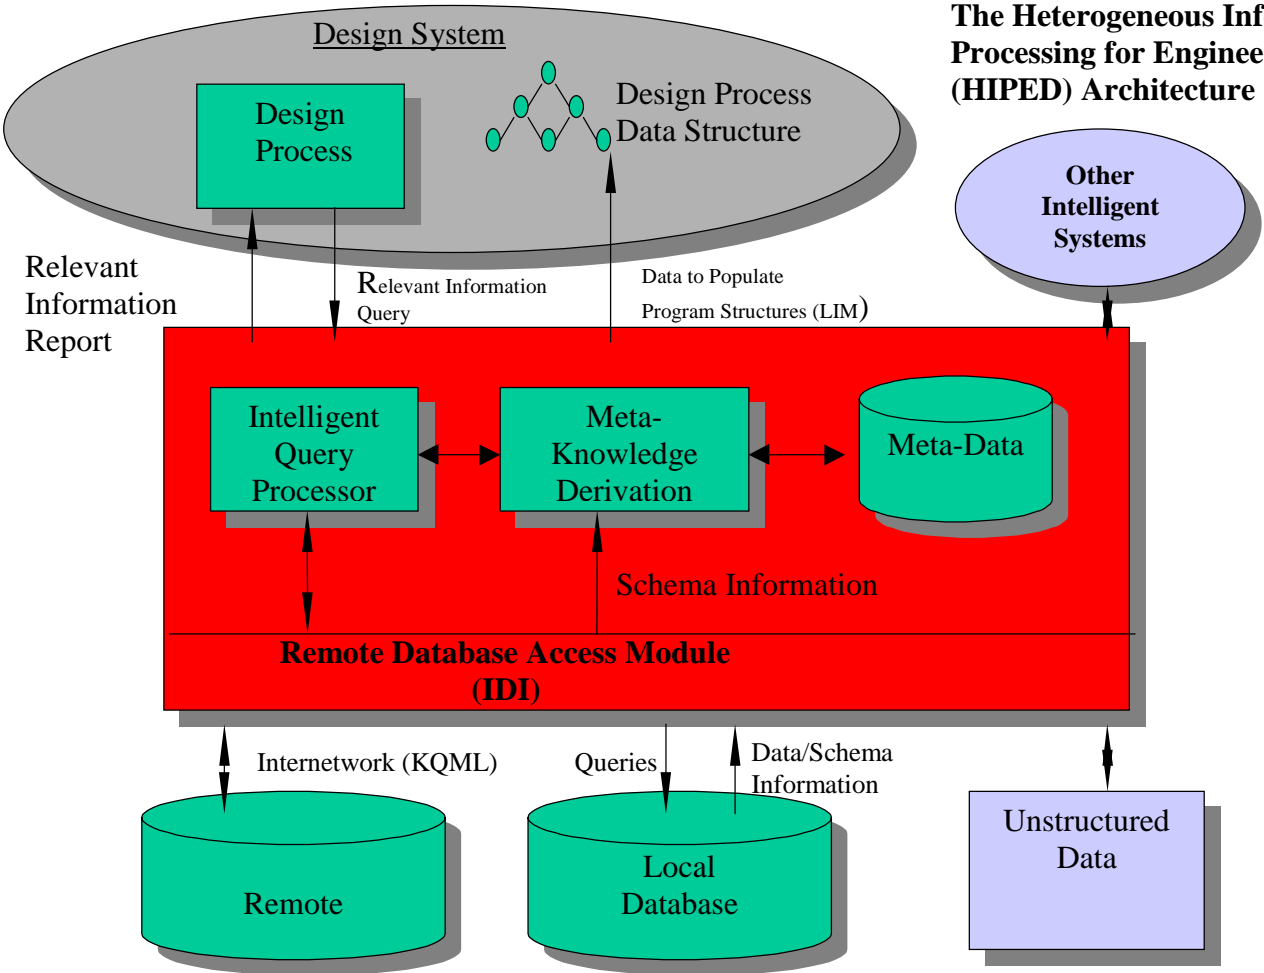 The Heterogeneous Inf
Processing for Enginee
(HIPED) Architecture
Design System
Design
Process
Design Process
Data Structure
Other
Intelligent
Systems
Relevant
Information
Report
Relevant Information
Query
Data to Populate
Program Structures (LIM)
Intelligent
Query
Processor
Meta-
Knowledge
Derivation
Meta-Data
Schema Information
Remote Database Access Module
(IDI)
Internetwork (KQML)
Queries
Data/Schema
Information
Remote
Local
Database
Unstructured
Data